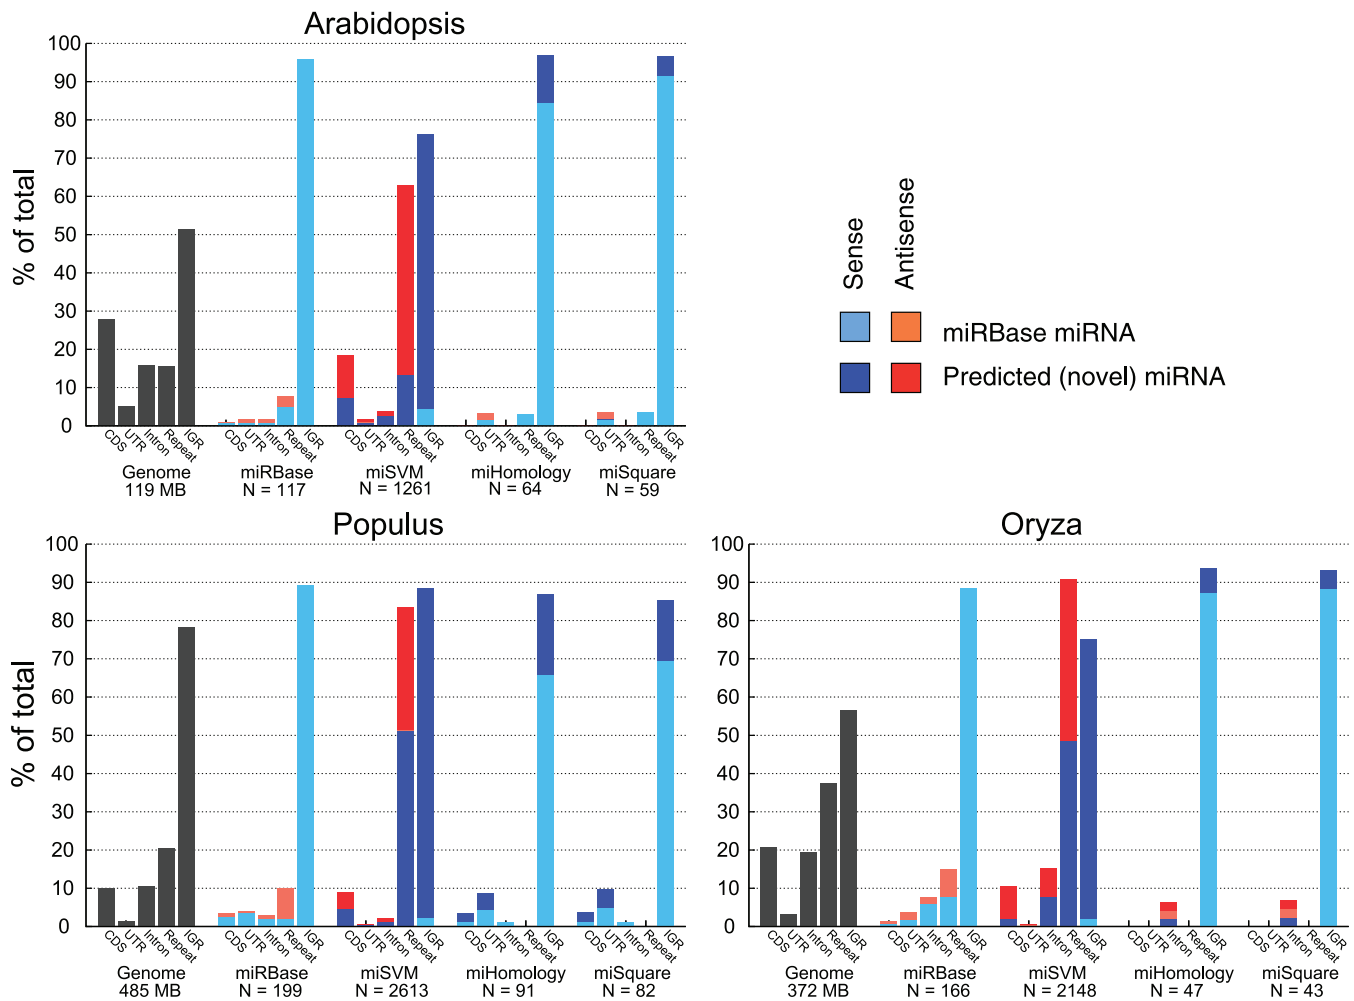 Arabidopsis
% of total
100
90
80
70
60
50
40
30
20
10
0
CDS UTR Intron Repeat IGR
CDS UTR Intron Repeat IGR
CDS UTR Intron Repeat IGR
CDS UTR Intron Repeat IGR
CDS UTR Intron Repeat IGR
Genome miRBase miSVM miHomology miSquare
119 MB N = 117 N = 1261 N = 64 N = 59
Sense
Antisense
miRBase miRNA
Predicted (novel) miRNA
Populus
% of total
100
90
80
70
60
50
40
30
20
10
0
CDS UTR Intron Repeat IGR
CDS UTR Intron Repeat IGR
CDS UTR Intron Repeat IGR
CDS UTR Intron Repeat IGR
CDS UTR Intron Repeat IGR
Genome miRBase miSVM miHomology miSquare
485 MB N = 199 N = 2613 N = 91 N = 82
Oryza
% of total
100
90
80
70
60
50
40
30
20
10
0
CDS UTR Intron Repeat IGR
CDS UTR Intron Repeat IGR
CDS UTR Intron Repeat IGR
CDS UTR Intron Repeat IGR
CDS UTR Intron Repeat IGR
Genome miRBase miSVM miHomology miSquare
372 MB N = 166 N = 2148 N = 47 N = 43